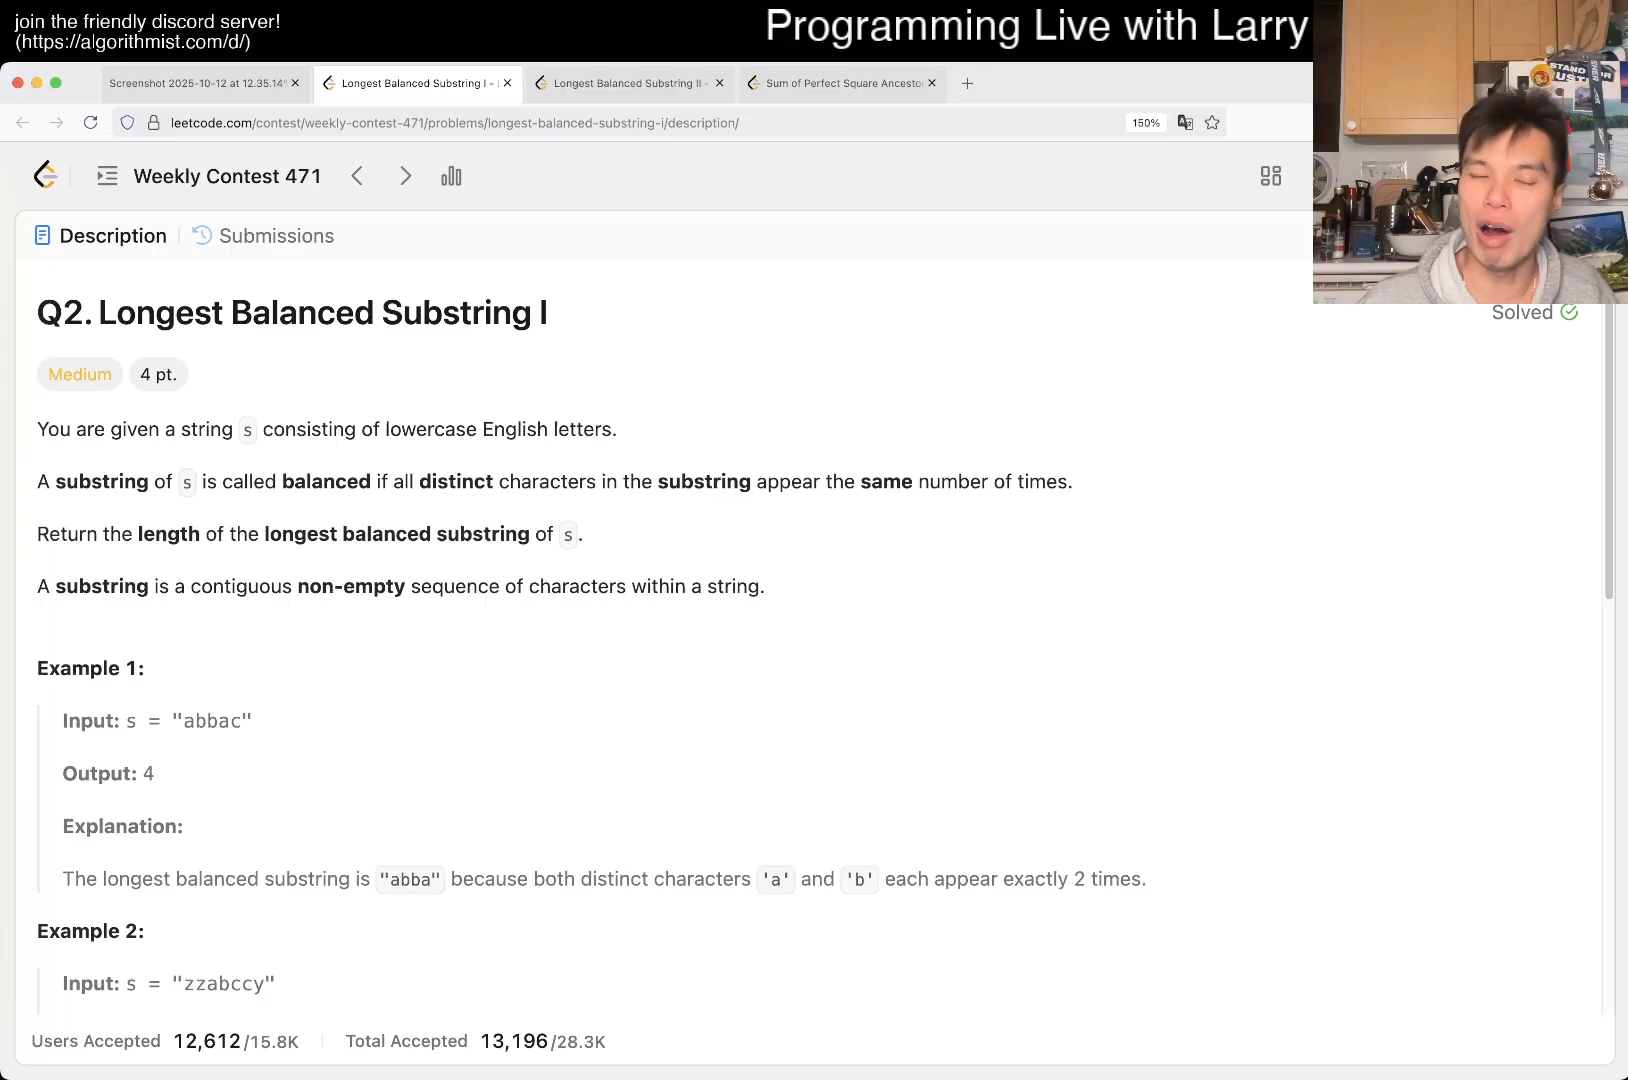 join the friendly discord server!
(https://algorithmist.com/d/)
Programming Live with Larry
Screenshot 2025-10-12 at 12.35.14
Longest Balanced Substring I -
Longest Balanced Substring II -
Sum of Perfect Square Ancesto
leetcode.com/contest/weekly-contest-471/problems/longest-balanced-substring-i/description/
150%
Weekly Contest 471
Description
Submissions
Q2. Longest Balanced Substring I
Solved
Medium
4 pt.
You are given a string s consisting of lowercase English letters.
A substring of s is called balanced if all distinct characters in the substring appear the same number of times.
Return the length of the longest balanced substring of s.
A substring is a contiguous non-empty sequence of characters within a string.
Example 1:
Input: s = "abbac"
Output: 4
Explanation:
The longest balanced substring is "abba" because both distinct characters 'a' and 'b' each appear exactly 2 times.
Example 2:
Input: s = "zzabccy"
Users Accepted 12,612/15.8K
Total Accepted 13,196/28.3K